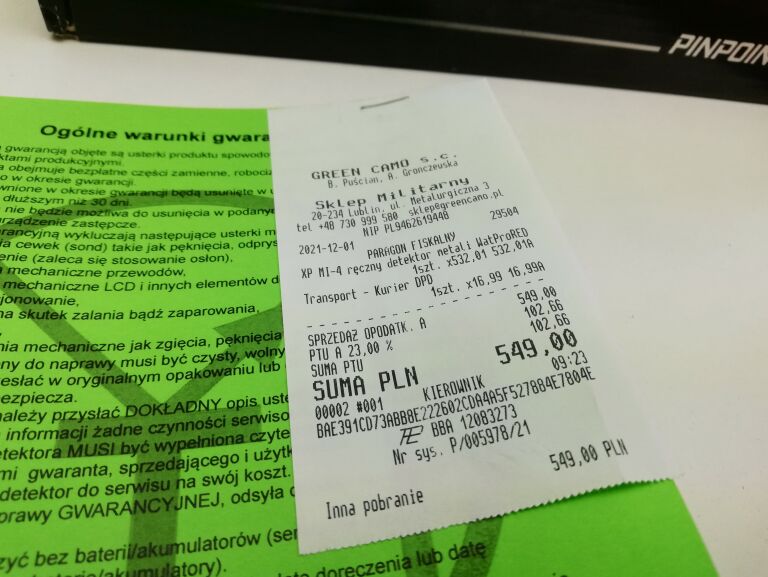 PINPOIN
Ogólne warunki gwara
gwarancją objęte są usterki produktu spowodo
ktami produkcyjnymi.
a obejmuje bezpłatne części zamienne, robociz
o w okresie gwarancji.
wnione w okresie gwarancji będą usunięte w
dłuższym niż 30 dni.
nie będzie możliwa do usunięcia w podanym
urządzenie zastępcze.
arancyjną wykluczają następujące usterki m
ła cewek (sond) takie jak pęknięcia, odprys
enie (zaleca się stosowanie osłon),
mechaniczne przewodów,
mechaniczne LCD i innych elementów d
jonowanie,
na skutek zalania bądź zaparowania,
nia mechaniczne jak zgięcia, pęknięcia
ny do naprawy musi być czysty, wolny
esłać w oryginalnym opakowaniu lub
ezpiecza.
należy przysłać DOKŁADNY opis uste
informacji żadne czynności serwiso
etektora MUSI być wypełniona czyte
mi gwaranta, sprzedającego i użytk
detektor do serwisu na swój koszt.
prawy GWARANCYJNEJ, odsyła
zyć bez baterii/akumulatorów (ser
bateria/akumulatory).
doręczenia lub datę
GREEN CAMO s.c.
B. Puścian, A. Gronczewska
Sklep Militarny
20-234 Lublin, ul. Metalurgiczna 3
tel +48 730 999 580 sklep@greencamo.pl
NIP PL9462619448
2021-12-01 29504
PARAGON FISKALNY
XP MI-4 ręczny detektor metali WatProRED
1szt. x532,01 532,01A
Transport - Kurier DPD
1szt. x16,99 16,99A
SPRZEDAŻ OPODATK. A 549,00
PTU A 23,00 % 102,66
SUMA PTU 102,66
SUMA PLN 549,00
00002 #001 KIEROWNIK 09:23
BAE391CD73ABB8E222602CDA4A5F527B84E7804E
BBA 12083273
Nr sys. P/005978/21
Inna pobranie 549,00 PLN